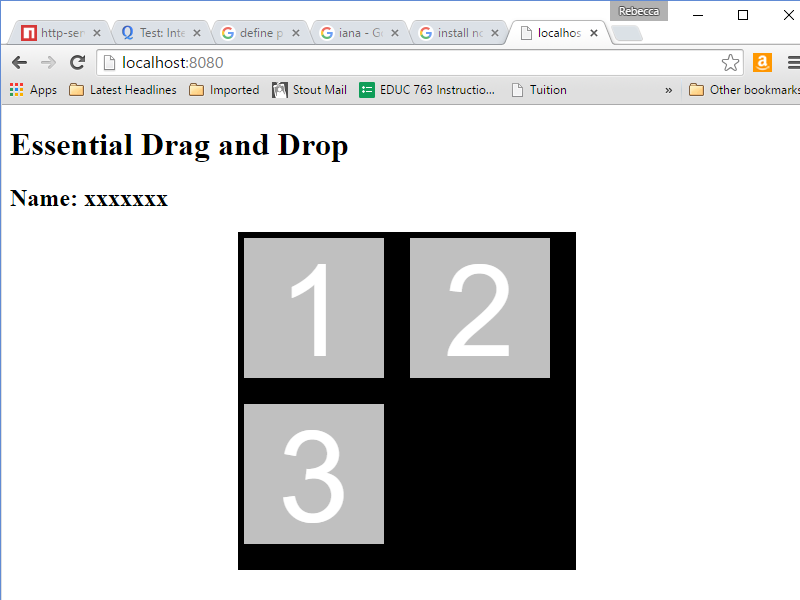 Rebecca
http-ser
Test: Inte
define p
iana - G
install no
localhos
localhost:8080
Apps
Latest Headlines
Imported
Stout Mail
EDUC 763 Instructio...
Tuition
»
Other bookmarks
Essential Drag and Drop
Name: xxxxxxx
1 2
3